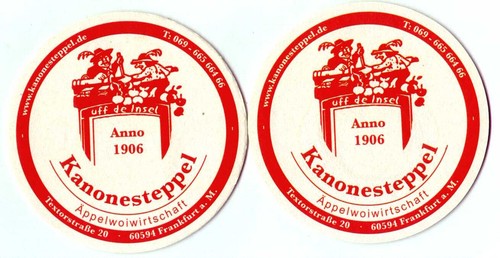 www.kanonesteppel.de
T: 069 - 665 664 66
uff de Insel
Anno
1906
Kanonesteppel
Äppelwoiwirtschaft
Textorstraße 20 · 60594 Frankfurt a. M.
www.kanonesteppel.de
T: 069 - 665 664 66
uff de Insel
Anno
1906
Kanonesteppel
Äppelwoiwirtschaft
Textorstraße 20 · 60594 Frankfurt a. M.